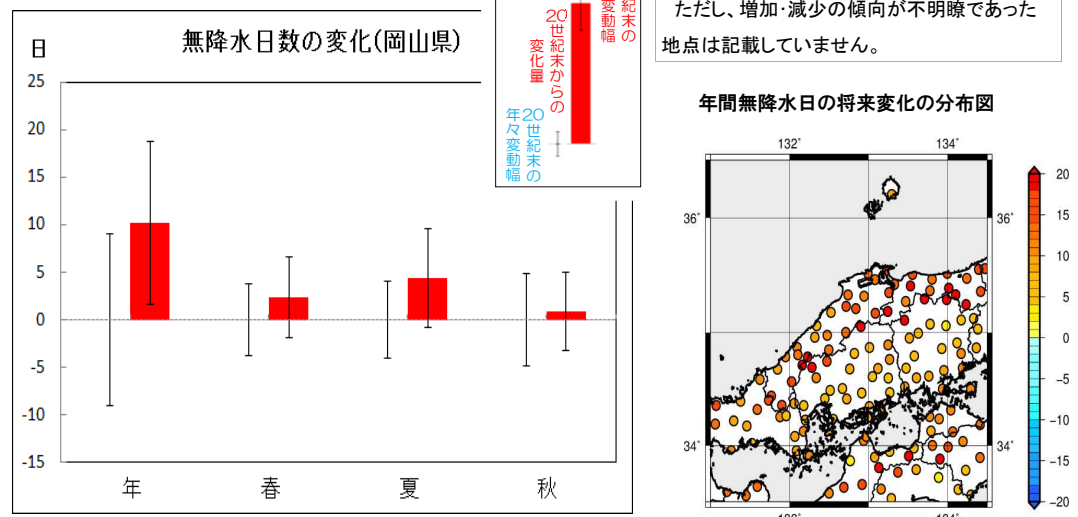 日
無降水日数の変化(岡山県)
25
20
15
10
5
0
-5
-10
-15
年
春
夏
秋
紀末の
変動幅
20世紀末からの
変化量
20世紀末の
年々変動幅
ただし、増加・減少の傾向が不明瞭であった
地点は記載していません。
年間無降水日の将来変化の分布図
132°
134°
36°
36°
34°
34°
20
15
10
5
0
−5
−10
−15
−20